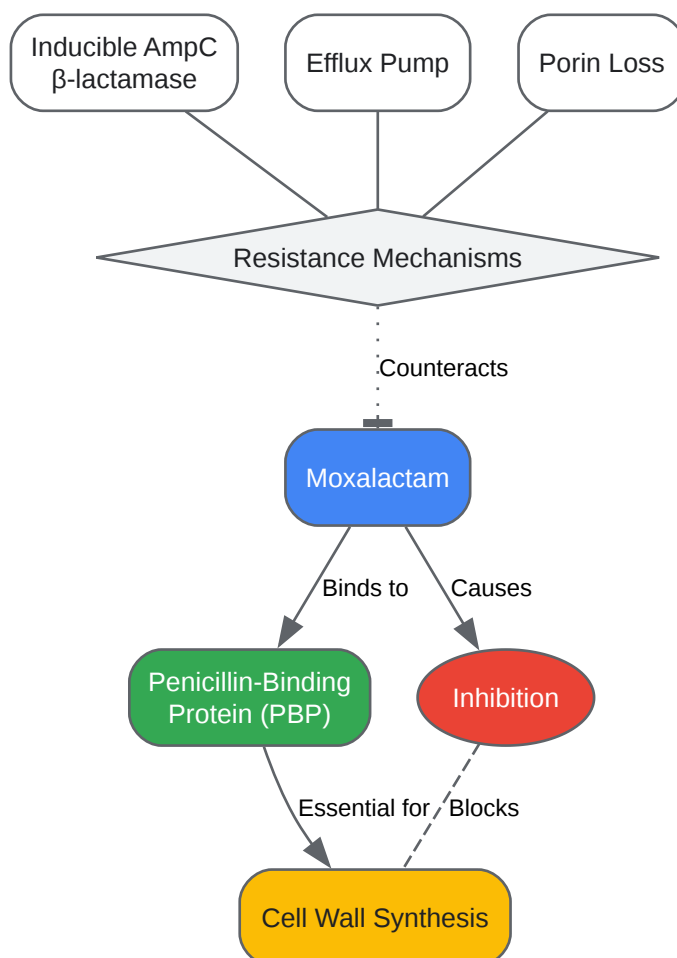 Inducible AmpC
β-lactamase
Efflux Pump
Porin Loss
Resistance Mechanisms
Counteracts
Moxalactam
Binds to
Causes
Penicillin-Binding
Protein (PBP)
Inhibition
Essential for
Blocks
Cell Wall Synthesis